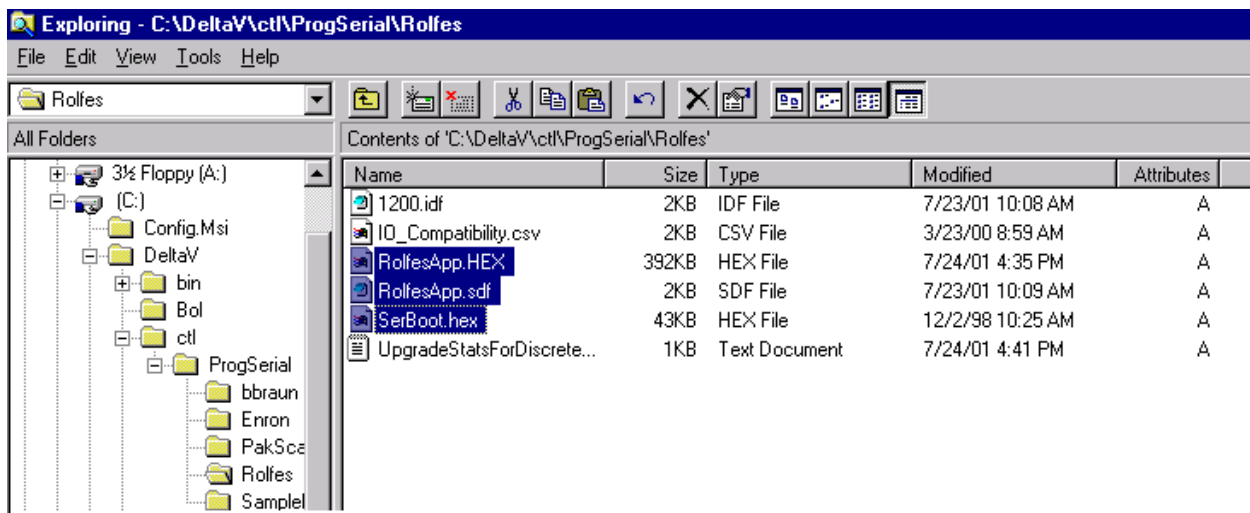 Exploring - C:\DeltaV\ctl\ProgSerial\Rolfes
File Edit View Tools Help
Rolfes
All Folders
Contents of 'C:\DeltaV\ctl\ProgSerial\Rolfes'
3½ Floppy (A:)
(C:)
Config.Msi
DeltaV
bin
Bol
ctl
ProgSerial
bbraun
Enron
PakSca
Rolfes
Samplel
Name Size Type Modified Attributes
1200.idf 2KB IDF File 7/23/01 10:08 AM A
IO_Compatibility.csv 2KB CSV File 3/23/00 8:59 AM A
RolfesApp.HEX 392KB HEX File 7/24/01 4:35 PM A
RolfesApp.sdf 2KB SDF File 7/23/01 10:09 AM A
SerBoot.hex 43KB HEX File 12/2/98 10:25 AM A
UpgradeStatsForDiscrete... 1KB Text Document 7/24/01 4:41 PM A